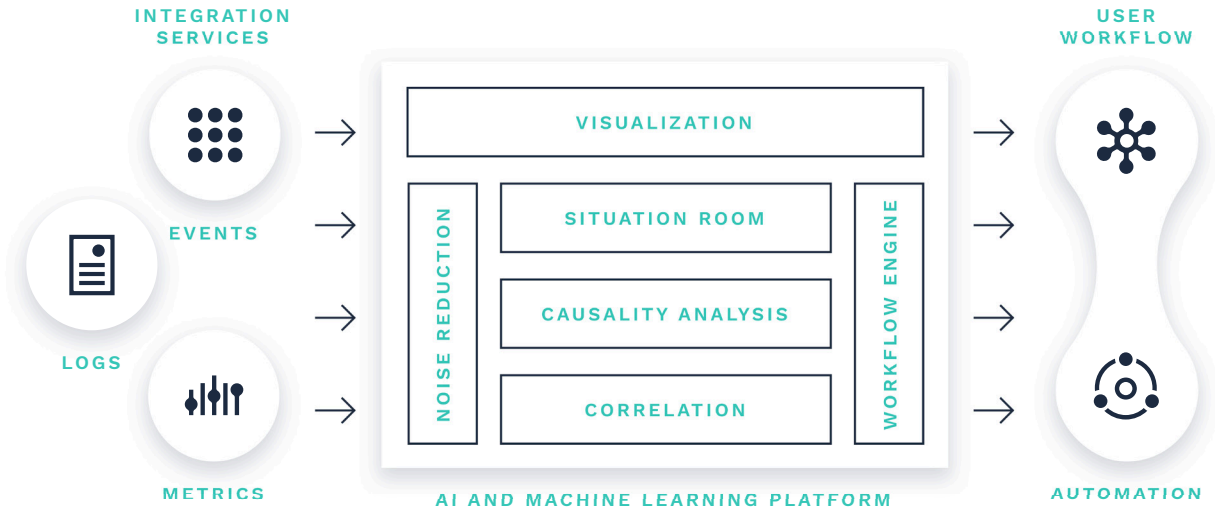 INTEGRATION
SERVICES
EVENTS
LOGS
METRICS
VISUALIZATION
NOISE REDUCTION
SITUATION ROOM
CAUSALITY ANALYSIS
CORRELATION
WORKFLOW ENGINE
AI AND MACHINE LEARNING PLATFORM
USER
WORKFLOW
AUTOMATION